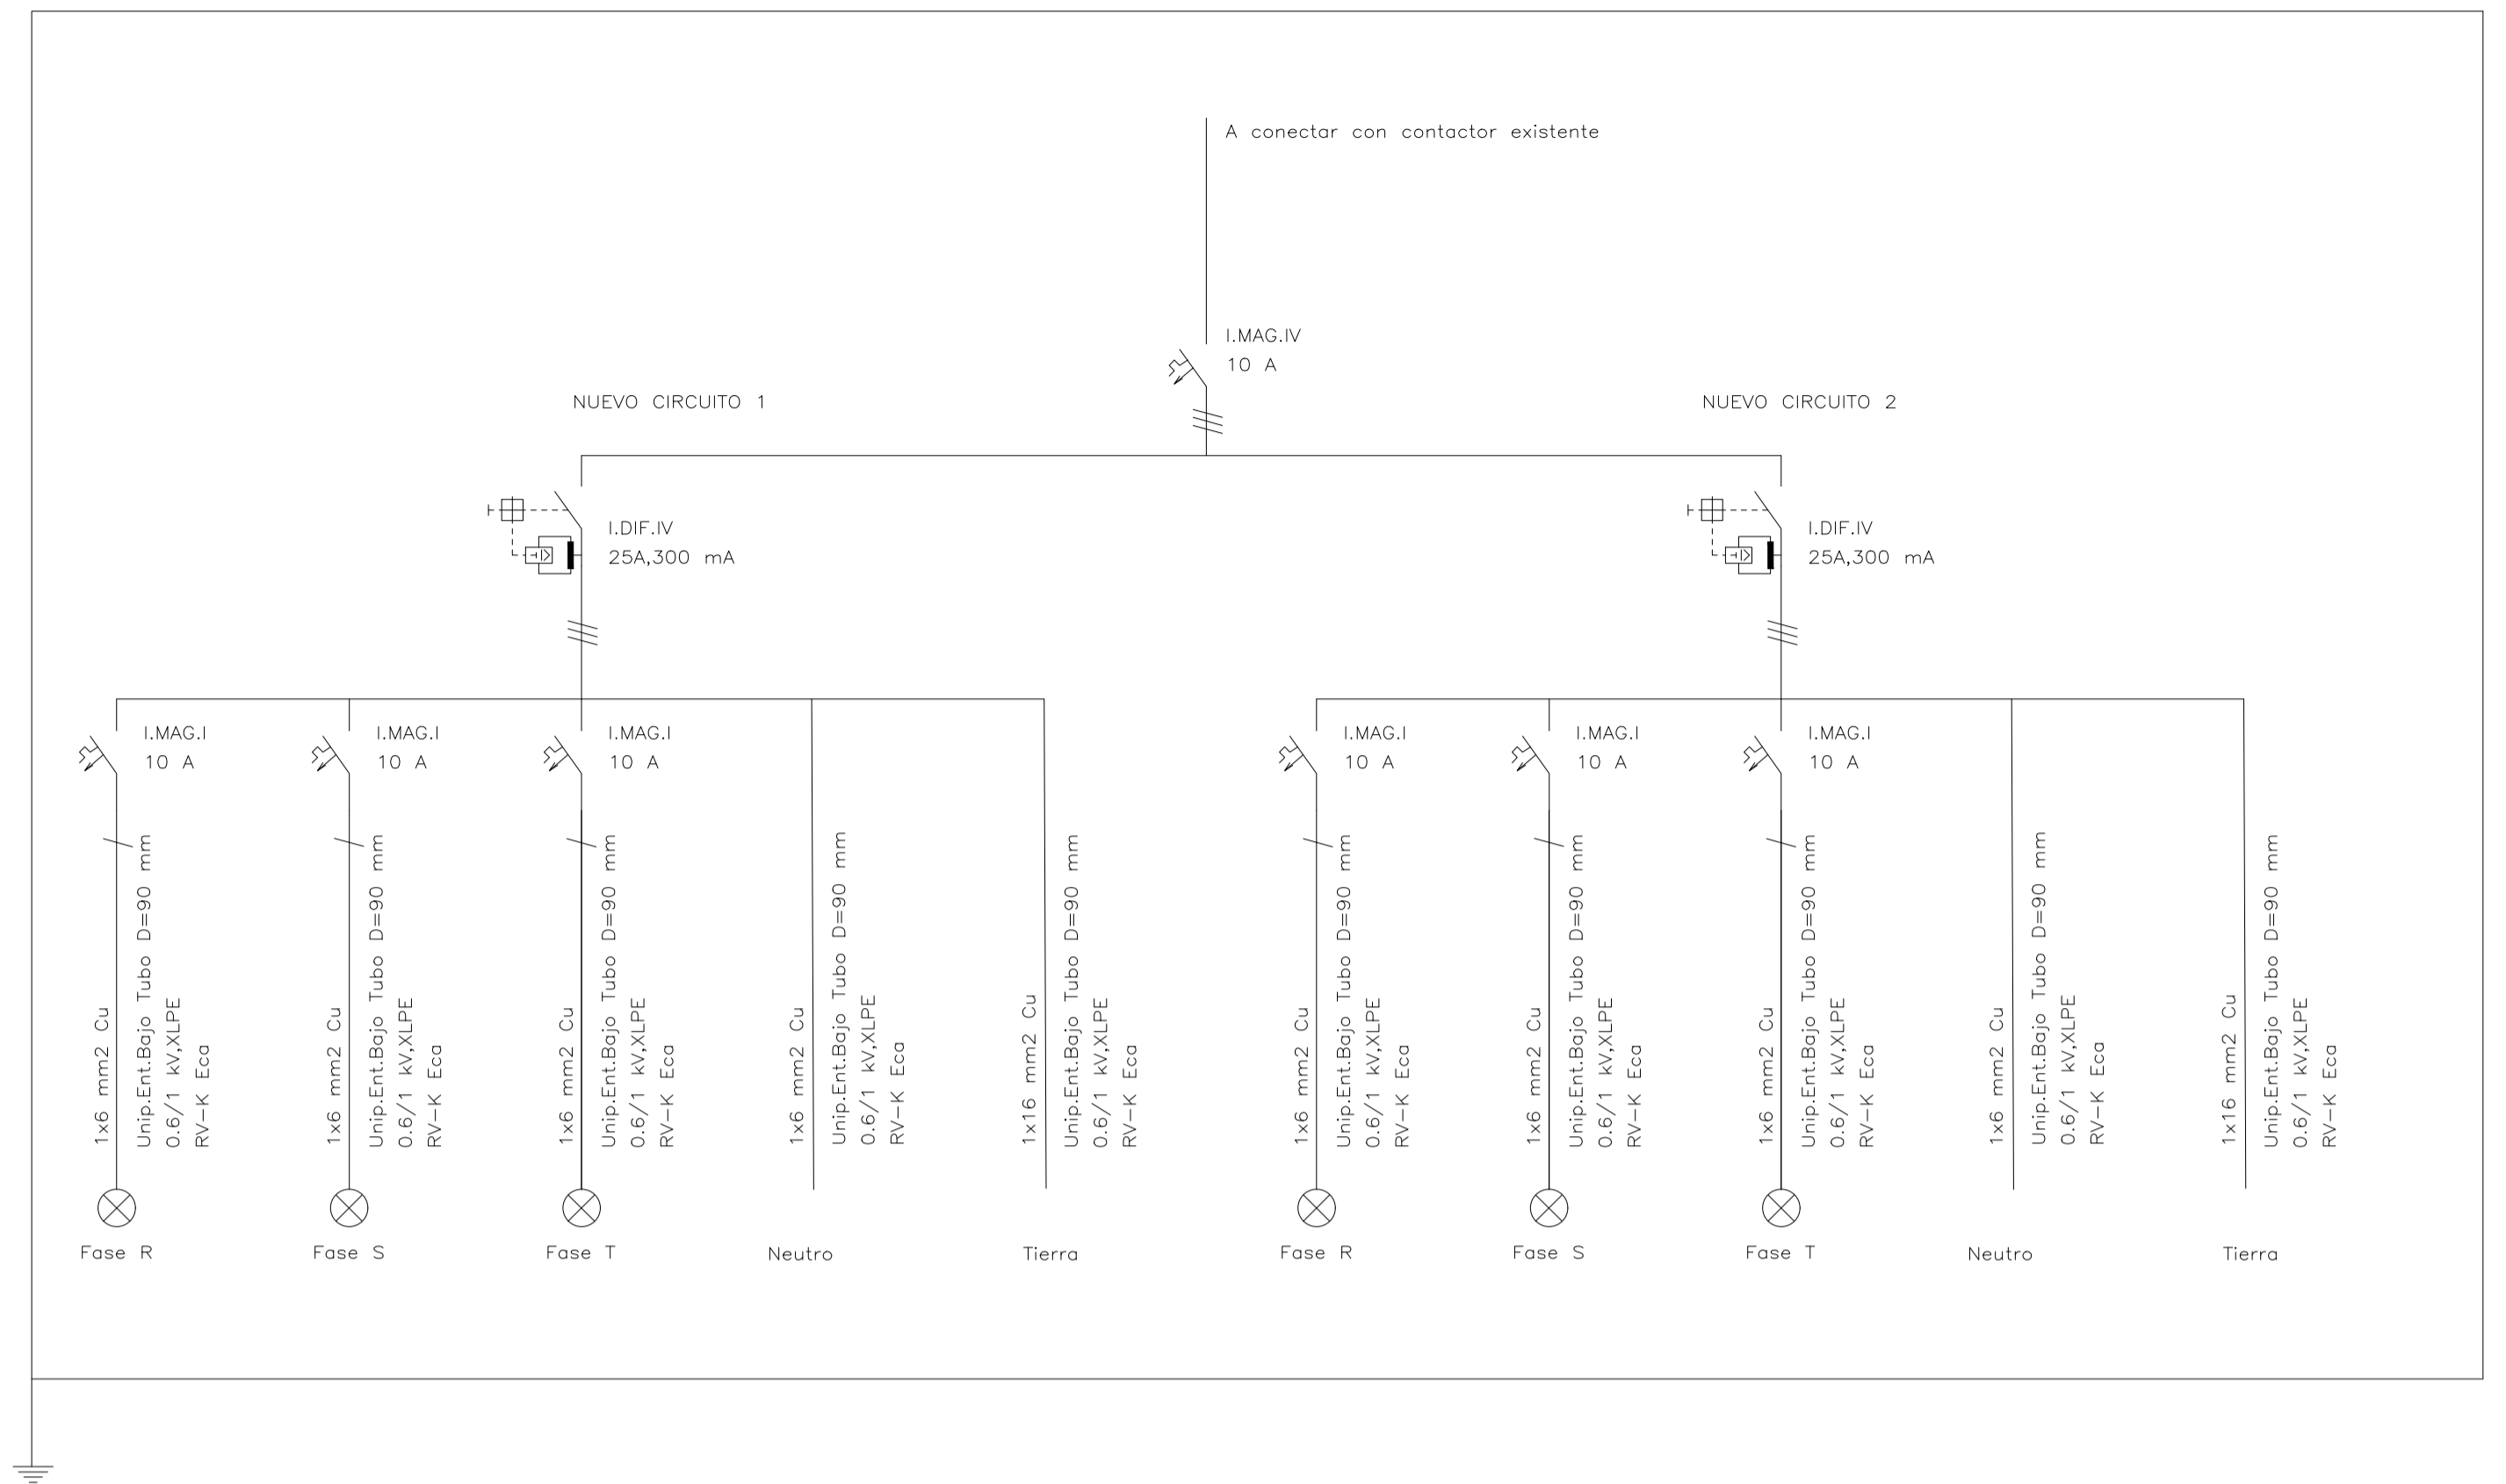 A conectar con contactor existente
I.MAG.IV
10 A
NUEVO CIRCUITO 1
NUEVO CIRCUITO 2
I.DIF.IV
25A,300 mA
I.DIF.IV
25A,300 mA
I.MAG.I
10 A
I.MAG.I
10 A
I.MAG.I
10 A
I.MAG.I
10 A
I.MAG.I
10 A
I.MAG.I
10 A
1x6 mm2 Cu
Unip.Ent.Bajo Tubo D=90 mm
0.6/1 kV,XLPE
RV-K Eca
1x6 mm2 Cu
Unip.Ent.Bajo Tubo D=90 mm
0.6/1 kV,XLPE
RV-K Eca
1x6 mm2 Cu
Unip.Ent.Bajo Tubo D=90 mm
0.6/1 kV,XLPE
RV-K Eca
1x6 mm2 Cu
Unip.Ent.Bajo Tubo D=90 mm
0.6/1 kV,XLPE
RV-K Eca
1x16 mm2 Cu
Unip.Ent.Bajo Tubo D=90 mm
0.6/1 kV,XLPE
RV-K Eca
1x6 mm2 Cu
Unip.Ent.Bajo Tubo D=90 mm
0.6/1 kV,XLPE
RV-K Eca
1x6 mm2 Cu
Unip.Ent.Bajo Tubo D=90 mm
0.6/1 kV,XLPE
RV-K Eca
1x6 mm2 Cu
Unip.Ent.Bajo Tubo D=90 mm
0.6/1 kV,XLPE
RV-K Eca
1x6 mm2 Cu
Unip.Ent.Bajo Tubo D=90 mm
0.6/1 kV,XLPE
RV-K Eca
1x16 mm2 Cu
Unip.Ent.Bajo Tubo D=90 mm
0.6/1 kV,XLPE
RV-K Eca
Fase R
Fase S
Fase T
Neutro
Tierra
Fase R
Fase S
Fase T
Neutro
Tierra